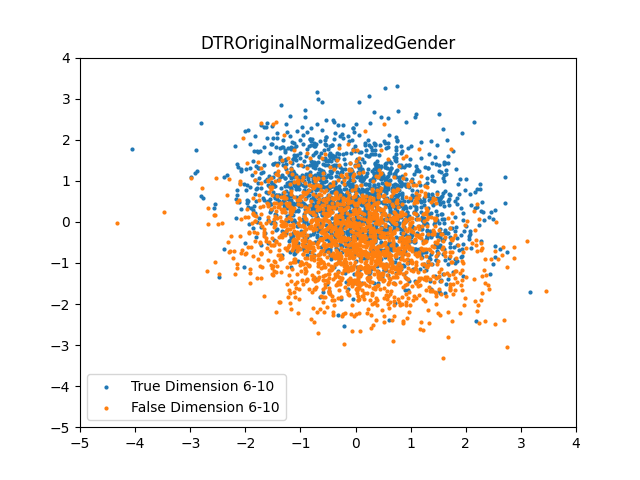 DTROriginalNormalizedGender
4
3
2
1
0
−1
−2
−3
−4
−5
True Dimension 6-10
False Dimension 6-10
−5 −4 −3 −2 −1 0 1 2 3 4